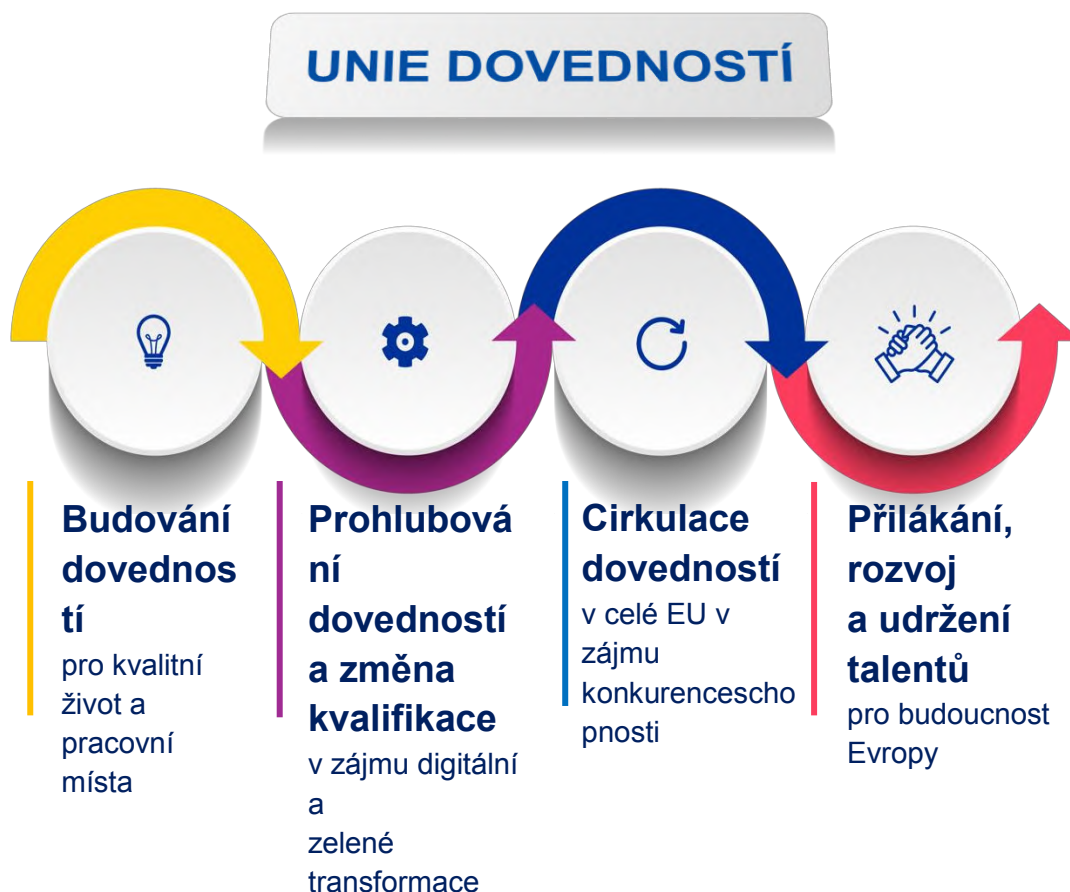 UNIE DOVEDNOSTÍ
Budování
dovednos
tí
pro kvalitní
život a
pracovní
místa
Prohlubová
ní
dovedností
a změna
kvalifikace
v zájmu digitální
a
zelené
transformace
Cirkulace
dovedností
v celé EU v
zájmu
konkurencescho
pnosti
Přilákání,
rozvoj
a udržení
talentů
pro budoucnost
Evropy